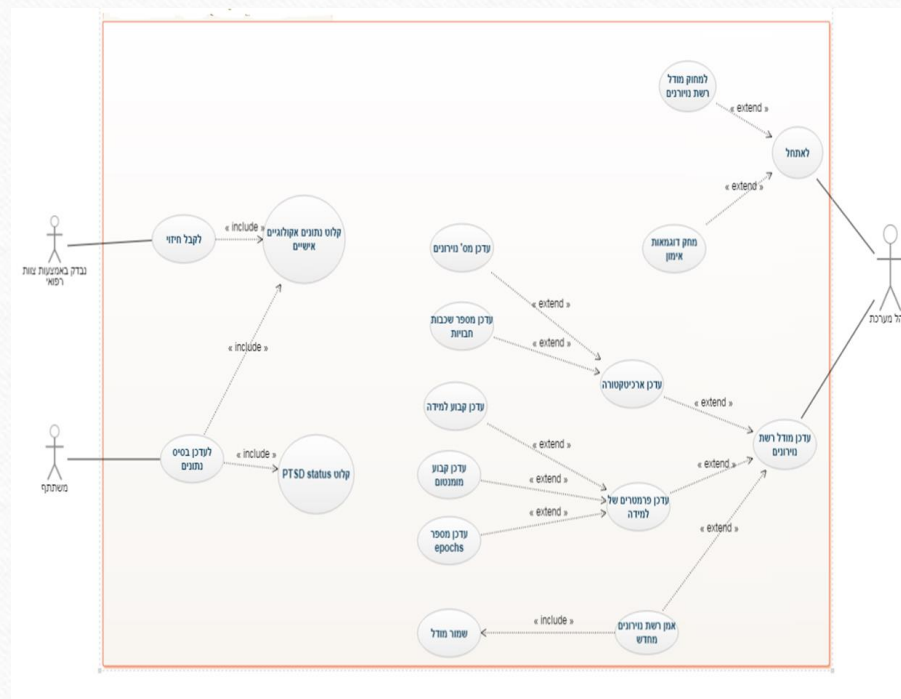 למחוק מודל
רשת נויורנים
« extend »
לאתחל
« extend »
מחק דוגמאות
אימון
נבדק באמצעות צוות
רפואי
לקבל חיזוי
« include »
קלוט נתונים אקולוגיים
אישיים
« include »
משתתף
לעדכן בסיס
נתונים
« include »
קלוט PTSD status
עדכן מס' נוירונים
« extend »
עדכן מספר שכבות
חבויות
« extend »
עדכן ארכיטקטורה
« extend »
עדכן קבוע למידה
« extend »
עדכן קבוע
מומנטום
« extend »
עדכן מספר
epochs
« extend »
עדכן פרמטרים של
למידה
« extend »
עדכן מודל רשת
נוירונים
« extend »
אמן רשת נוירונים
מחדש
« include »
שמור מודל
מערכת